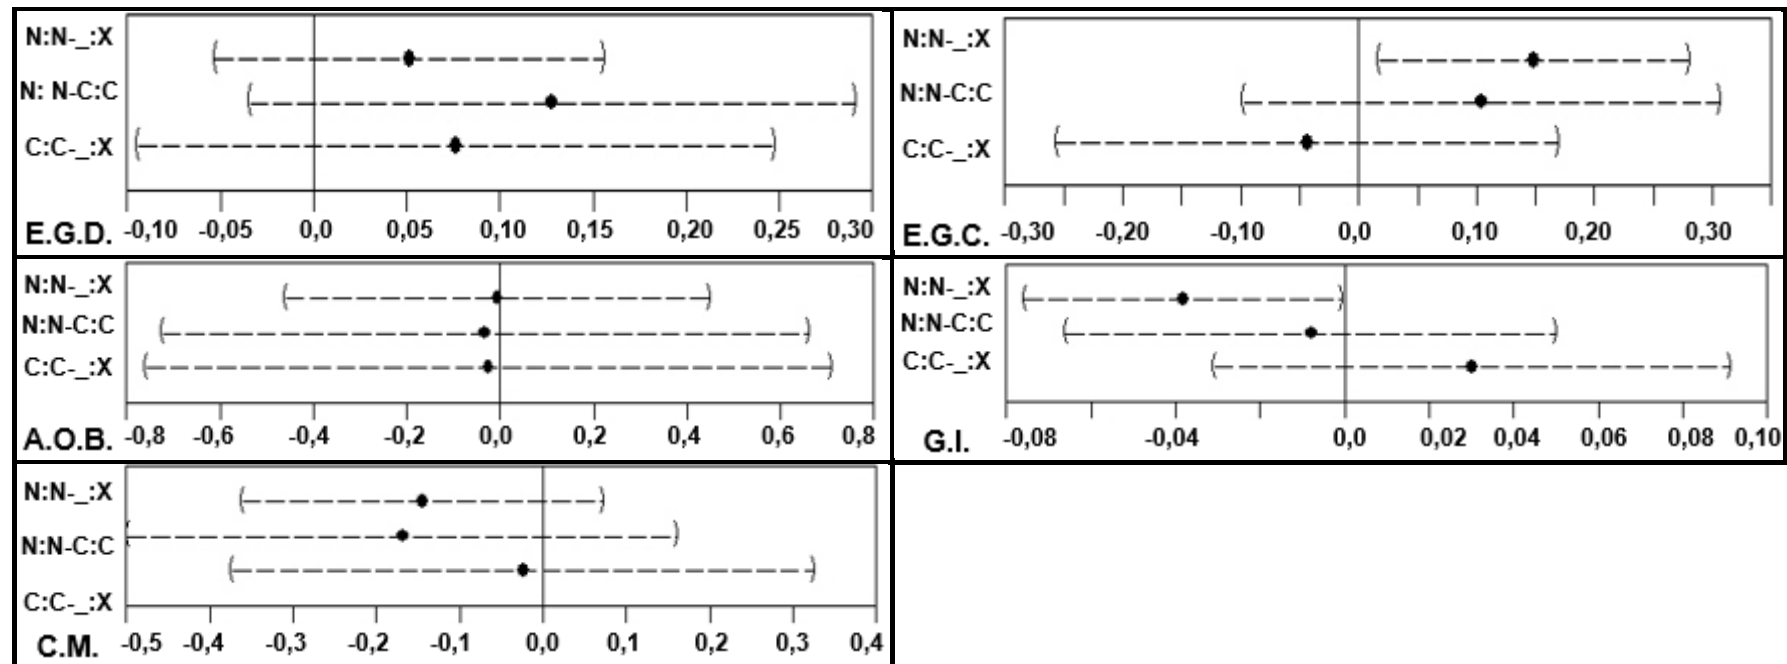 N:N-_:X
N: N-C:C
C:C-_:X
E.G.D. -0,10 -0,05 0,0 0,05 0,10 0,15 0,20 0,25 0,30
N:N-_:X
N:N-C:C
C:C-_:X
E.G.C. -0,30 -0,20 -0,10 0,0 0,10 0,20 0,30
N:N-_:X
N:N-C:C
C:C-_:X
A.O.B. -0,8 -0,6 -0,4 -0,2 0,0 0,2 0,4 0,6 0,8
N:N-_:X
N:N-C:C
C:C-_:X
G.I. -0,08 -0,04 0,0 0,02 0,04 0,06 0,08 0,10
N:N-_:X
N:N-C:C
C:C-_:X
C.M. -0,5 -0,4 -0,3 -0,2 -0,1 0,0 0,1 0,2 0,3 0,4